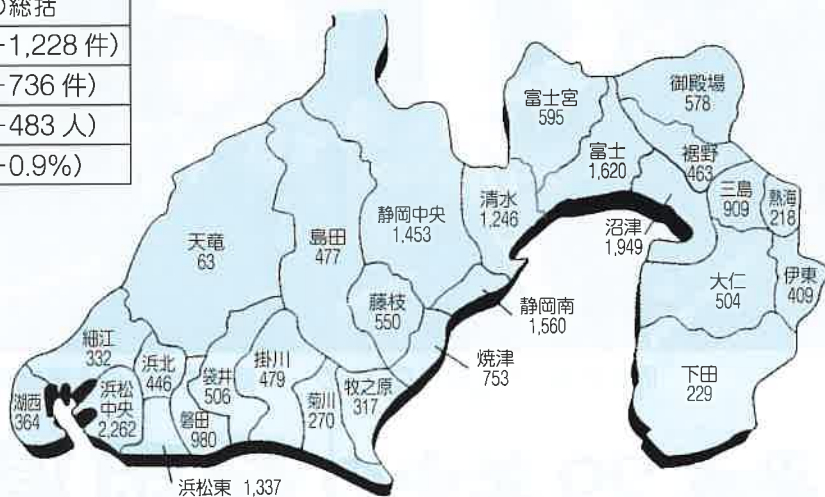 の総括
-1,228 件)
-736 件)
-483 人)
-0.9%)
御殿場
578
富士宮
595
裾野
463
富士
1,620
三島
909
熱海
218
清水
1,246
静岡中央
1,453
沼津
1,949
天竜
63
島田
477
大仁
504
伊東
409
藤枝
550
静岡南
1,560
細江
332
浜北
446
掛川
479
焼津
753
下田
229
湖西
364
浜松
中央
2,262
袋井
506
磐田
980
菊川
270
牧之原
317
浜松東 1,337